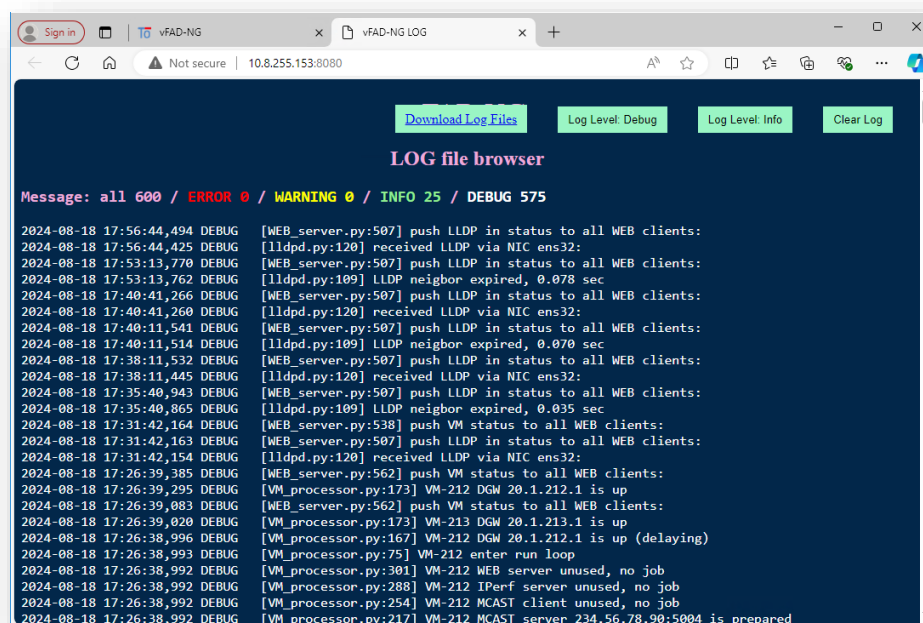 Sign in
vFAD-NG
vFAD-NG LOG
Not secure
10.8.255.153:8080
Download Log Files
Log Level: Debug
Log Level: Info
Clear Log
LOG file browser
Message: all 600 / ERROR 0 / WARNING 0 / INFO 25 / DEBUG 575
2024-08-18 17:56:44,494 DEBUG [WEB_server.py:507] push LLDP in status to all WEB clients:
2024-08-18 17:56:44,425 DEBUG [lldpd.py:120] received LLDP via NIC ens32:
2024-08-18 17:53:13,770 DEBUG [WEB_server.py:507] push LLDP in status to all WEB clients:
2024-08-18 17:53:13,762 DEBUG [lldpd.py:109] LLDP neigbor expired, 0.078 sec
2024-08-18 17:40:41,266 DEBUG [WEB_server.py:507] push LLDP in status to all WEB clients:
2024-08-18 17:40:41,260 DEBUG [lldpd.py:120] received LLDP via NIC ens32:
2024-08-18 17:40:11,541 DEBUG [WEB_server.py:507] push LLDP in status to all WEB clients:
2024-08-18 17:40:11,514 DEBUG [lldpd.py:109] LLDP neigbor expired, 0.070 sec
2024-08-18 17:38:11,532 DEBUG [WEB_server.py:507] push LLDP in status to all WEB clients:
2024-08-18 17:38:11,445 DEBUG [lldpd.py:120] received LLDP via NIC ens32:
2024-08-18 17:35:40,943 DEBUG [WEB_server.py:507] push LLDP in status to all WEB clients:
2024-08-18 17:35:40,865 DEBUG [lldpd.py:109] LLDP neigbor expired, 0.035 sec
2024-08-18 17:31:42,164 DEBUG [WEB_server.py:538] push VM status to all WEB clients:
2024-08-18 17:31:42,163 DEBUG [WEB_server.py:507] push LLDP in status to all WEB clients:
2024-08-18 17:31:42,154 DEBUG [lldpd.py:120] received LLDP via NIC ens32:
2024-08-18 17:26:39,385 DEBUG [WEB_server.py:562] push VM status to all WEB clients:
2024-08-18 17:26:39,295 DEBUG [VM_processor.py:173] VM-212 DGW 20.1.212.1 is up
2024-08-18 17:26:39,083 DEBUG [WEB_server.py:562] push VM status to all WEB clients:
2024-08-18 17:26:39,020 DEBUG [VM_processor.py:173] VM-213 DGW 20.1.213.1 is up
2024-08-18 17:26:38,996 DEBUG [VM_processor.py:167] VM-212 DGW 20.1.212.1 is up (delaying)
2024-08-18 17:26:38,993 DEBUG [VM_processor.py:75] VM-212 enter run loop
2024-08-18 17:26:38,992 DEBUG [VM_processor.py:301] VM-212 WEB server unused, no job
2024-08-18 17:26:38,992 DEBUG [VM_processor.py:288] VM-212 IPerf server unused, no job
2024-08-18 17:26:38,992 DEBUG [VM_processor.py:254] VM-212 MCAST client unused, no job
2024-08-18 17:26:38,992 DEBUG [VM_processor.py:217] VM-212 MCAST server 234.56.78.90:5004 is prepared